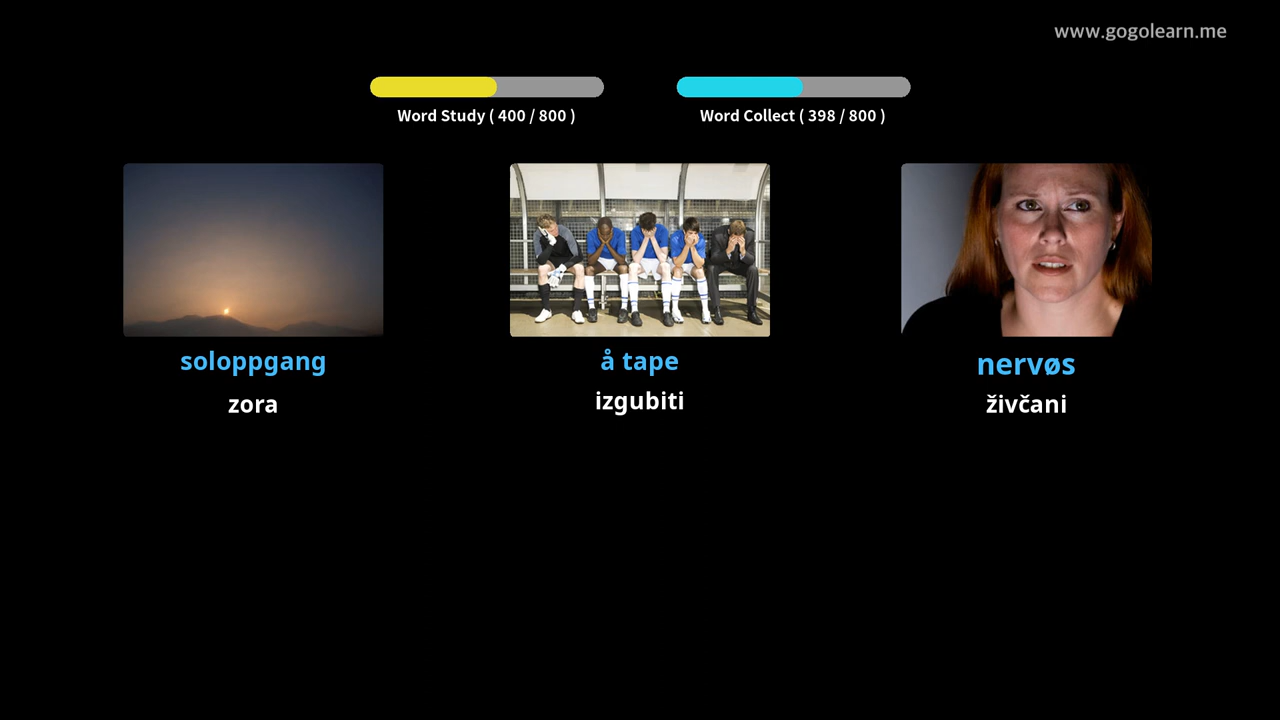 www.gogolearn.me
Word Study ( 400 / 800 )
Word Collect ( 398 / 800 )
soloppgang
å tape
nervøs
zora
izgubiti
živčani